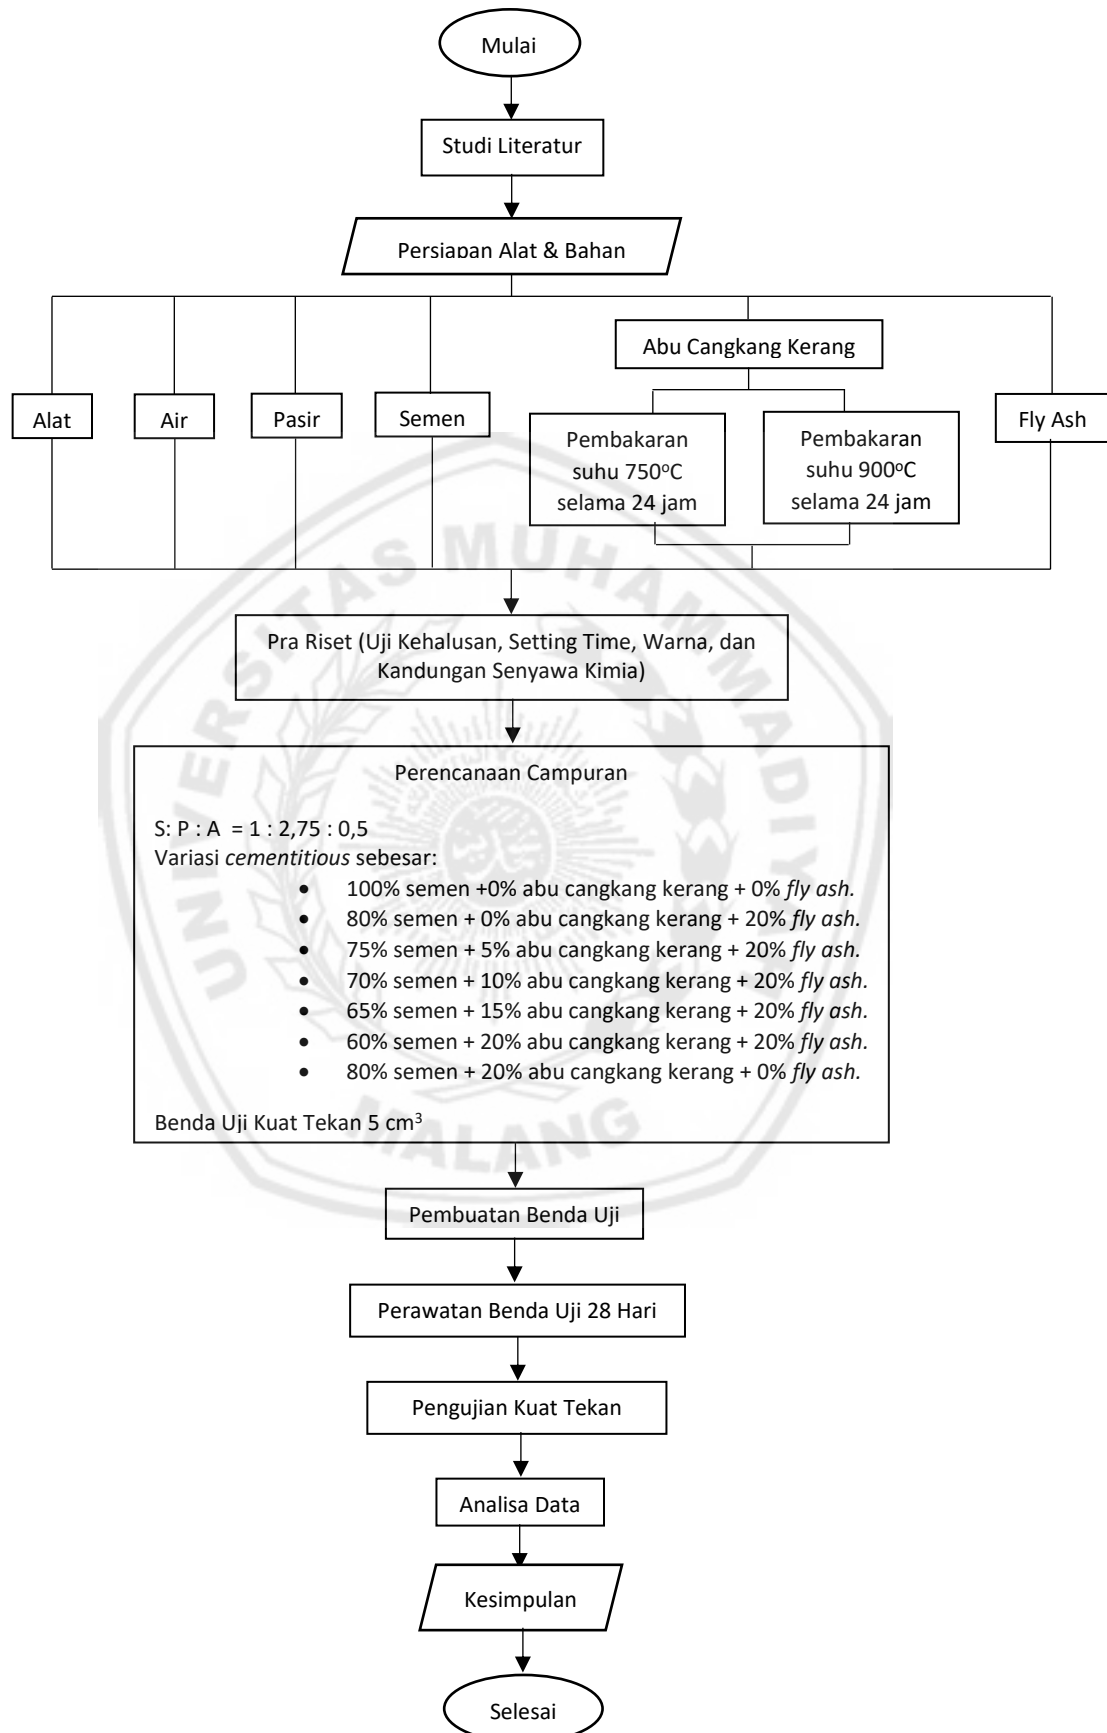 Mulai
Studi Literatur
Persiapan Alat & Bahan
Abu Cangkang Kerang
Alat
Air
Pasir
Semen
Fly Ash
Pembakaran
suhu 750°C
selama 24 jam
Pembakaran
suhu 900°C
selama 24 jam
Pra Riset (Uji Kehalusan, Setting Time, Warna, dan
Kandungan Senyawa Kimia)
Perencanaan Campuran
S: P : A = 1 : 2,75 : 0,5
Variasi cementitious sebesar:
• 100% semen +0% abu cangkang kerang + 0% fly ash.
• 80% semen + 0% abu cangkang kerang + 20% fly ash.
• 75% semen + 5% abu cangkang kerang + 20% fly ash.
• 70% semen + 10% abu cangkang kerang + 20% fly ash.
• 65% semen + 15% abu cangkang kerang + 20% fly ash.
• 60% semen + 20% abu cangkang kerang + 20% fly ash.
• 80% semen + 20% abu cangkang kerang + 0% fly ash.
Benda Uji Kuat Tekan 5 cm³
Pembuatan Benda Uji
Perawatan Benda Uji 28 Hari
Pengujian Kuat Tekan
Analisa Data
Kesimpulan
Selesai
UNIVERSITAS MUHAMMADIYAH
MALANG